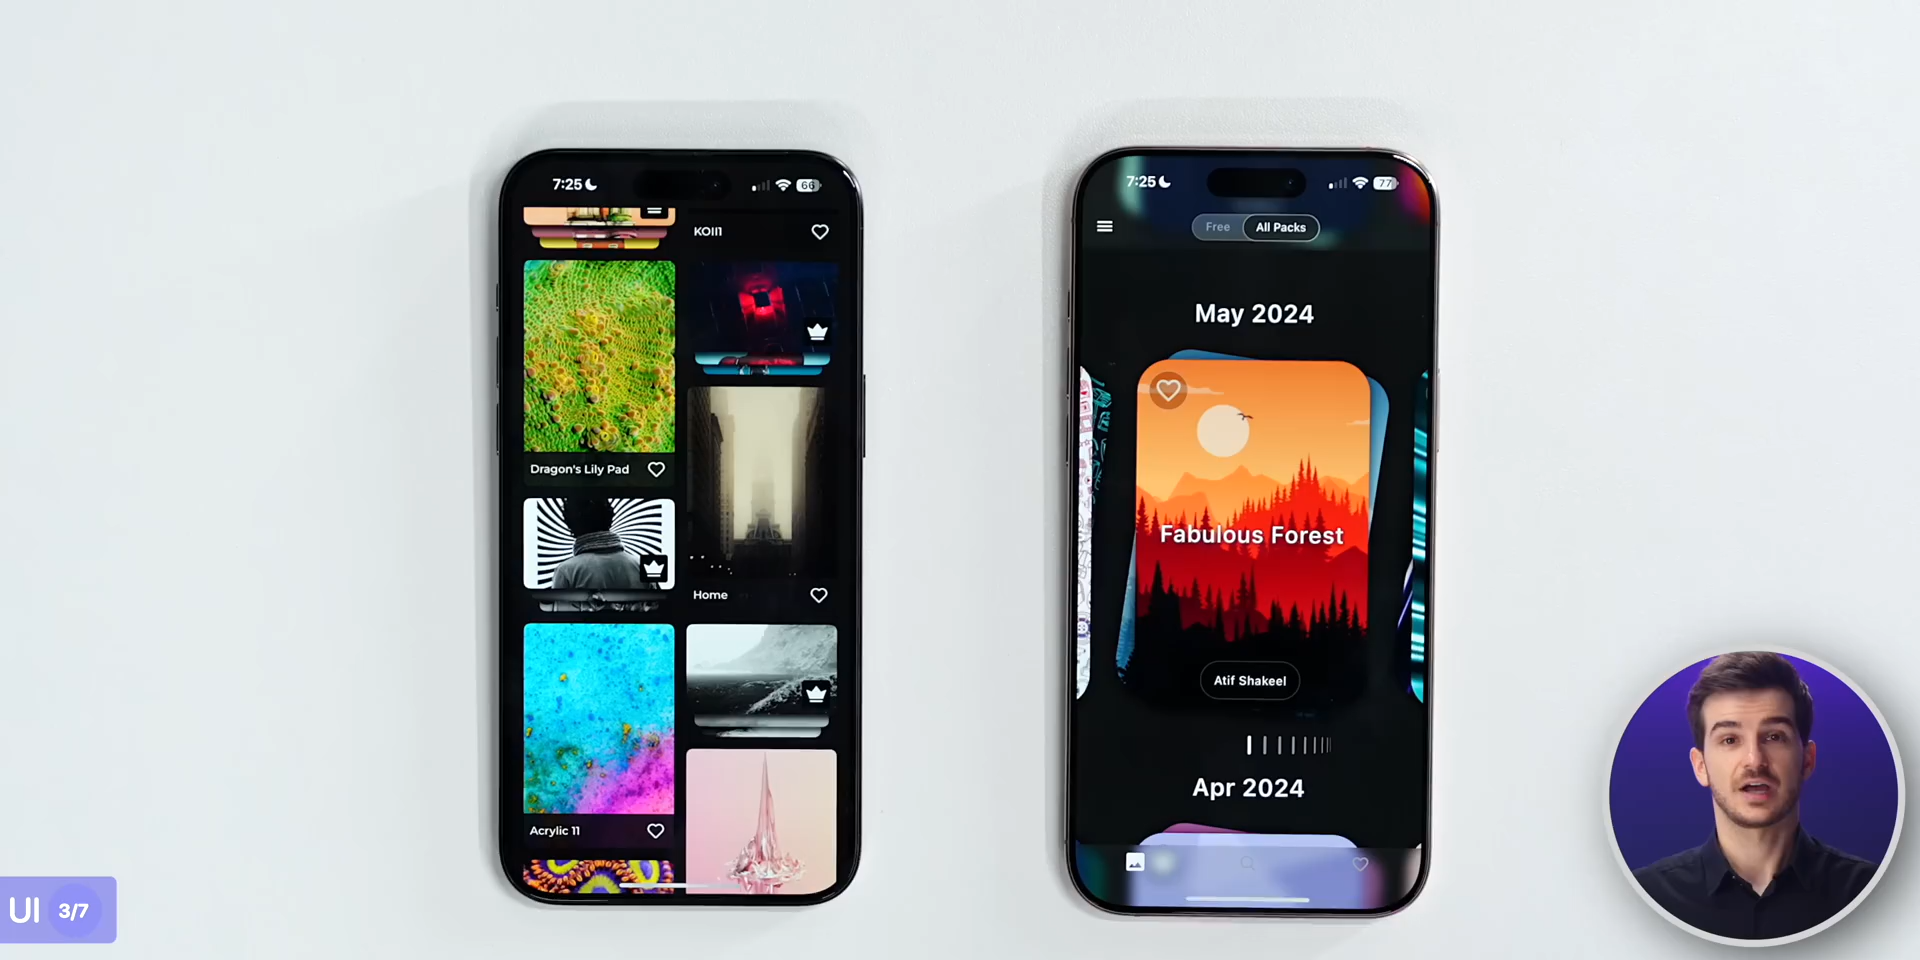 7:25
66
KOII1
Dragon's Lily Pad
Home
Acrylic 11
7:25
77
Free
All Packs
May 2024
Fabulous Forest
Atif Shakeel
Apr 2024
UI 3/7